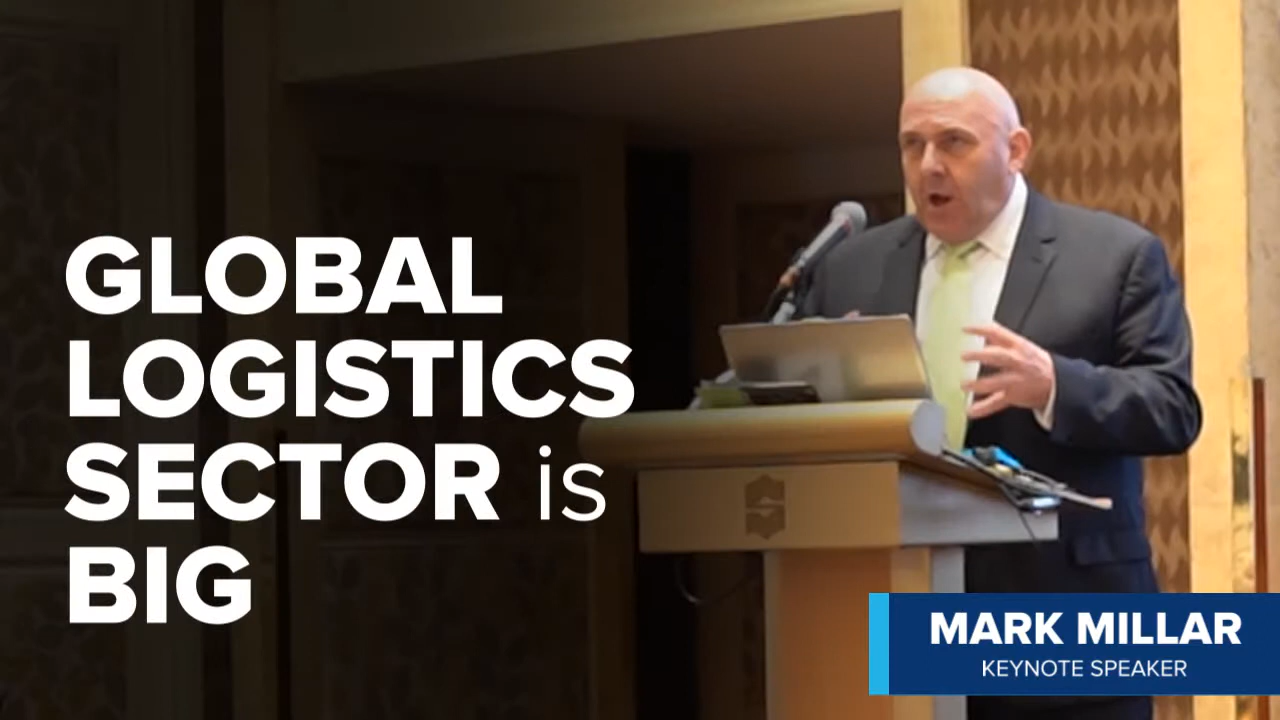 GLOBAL
LOGISTICS
SECTOR is
BIG
MARK MILLAR
KEYNOTE SPEAKER